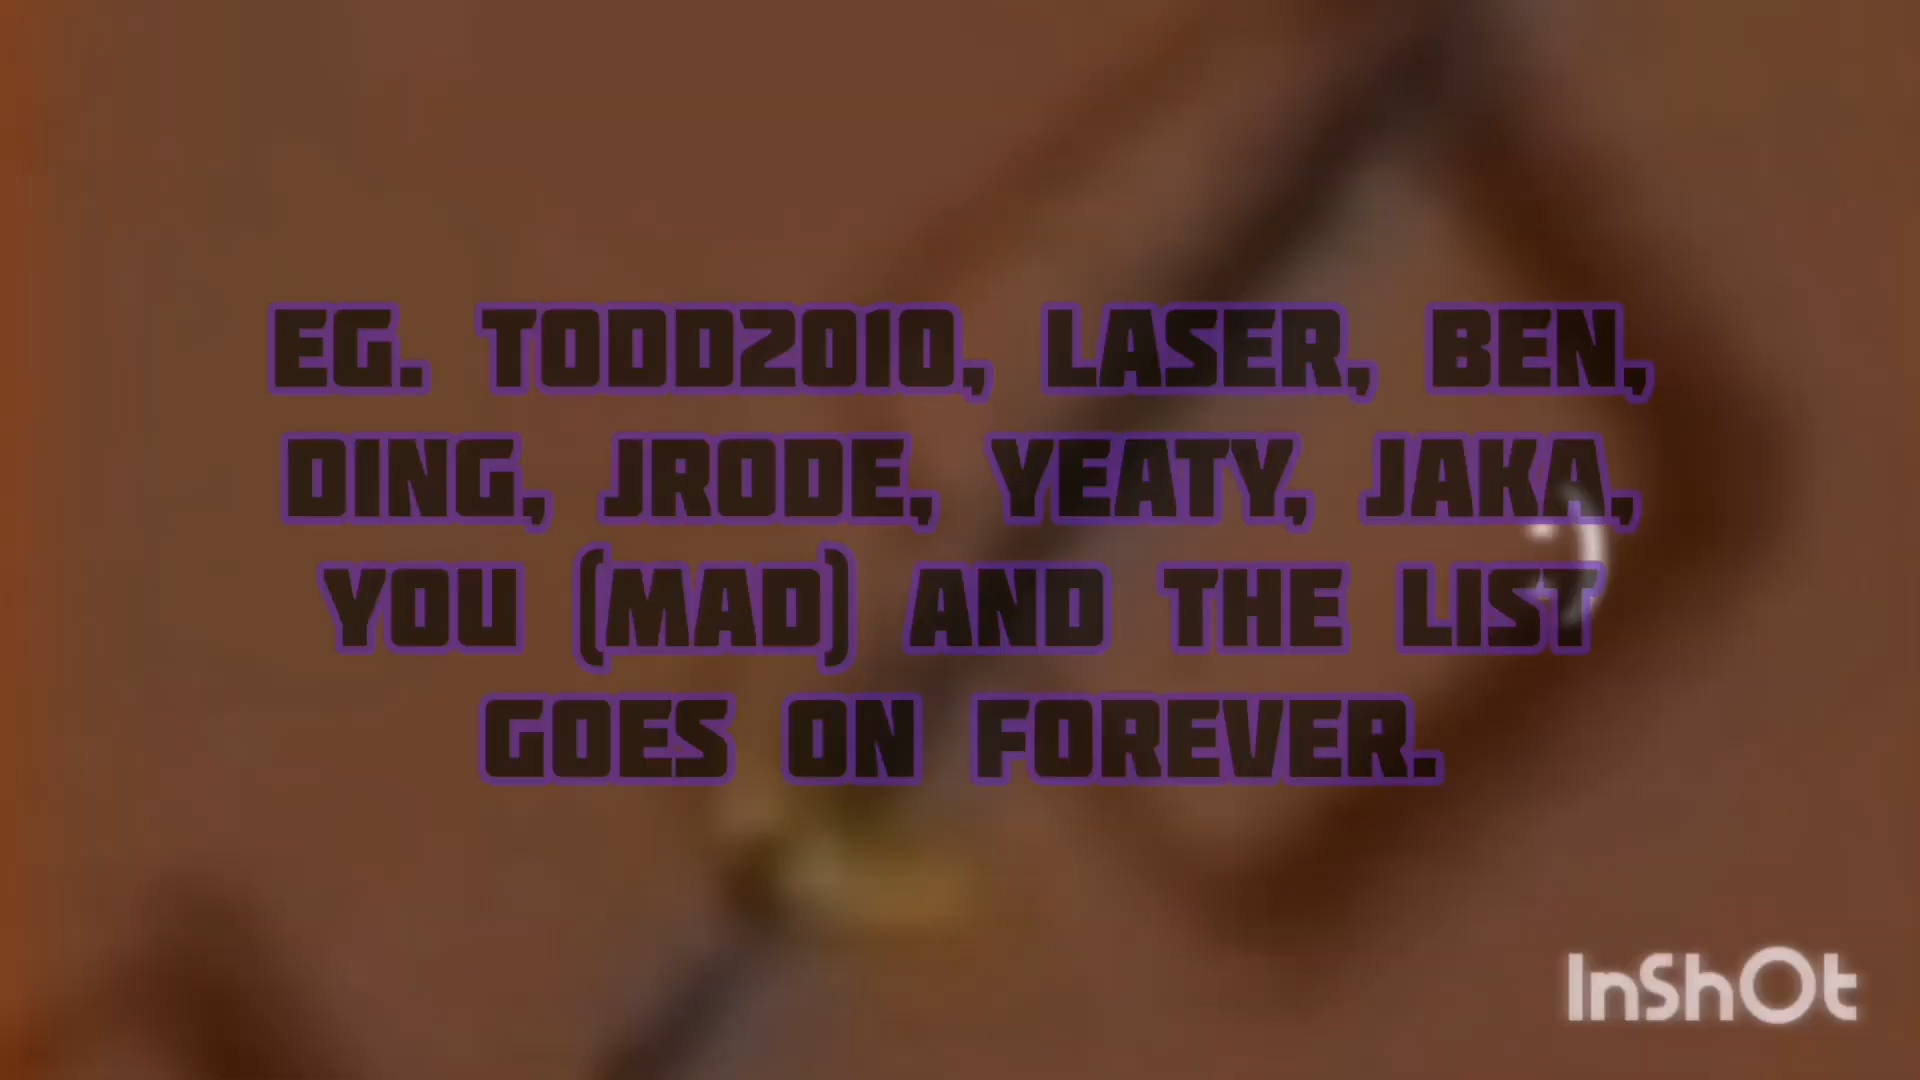 EG. TODD2010, LASER, BEN,
DING, JRODE, YEATY, JAKA,
YOU (MAD) AND THE LIST
GOES ON FOREVER.
:)
InShOt